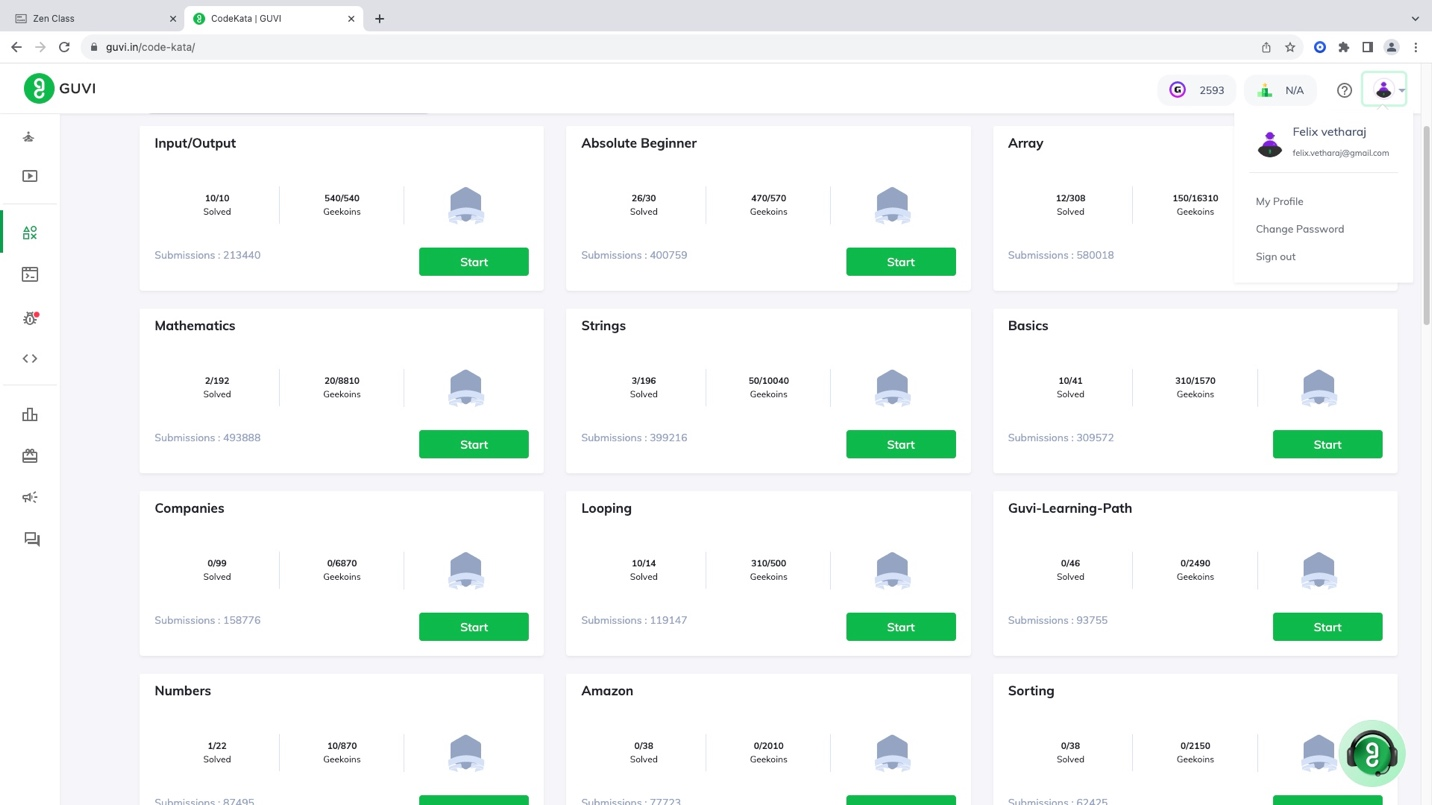 Zen Class
CodeKata | GUVI
guvi.in/code-kata/
GUVI
2593
N/A
Felix vetharaj
felix.vetharaj@gmail.com
My Profile
Change Password
Sign out
Input/Output
10/10
Solved
540/540
Geekoins
Submissions : 213440
Start
Absolute Beginner
26/30
Solved
470/570
Geekoins
Submissions : 400759
Start
Array
12/308
Solved
150/16310
Geekoins
Submissions : 580018
Mathematics
2/192
Solved
20/8810
Geekoins
Submissions : 493888
Start
Strings
3/196
Solved
50/10040
Geekoins
Submissions : 399216
Start
Basics
10/41
Solved
310/1570
Geekoins
Submissions : 309572
Start
Companies
0/99
Solved
0/6870
Geekoins
Submissions : 158776
Start
Looping
10/14
Solved
310/500
Geekoins
Submissions : 119147
Start
Guvi-Learning-Path
0/46
Solved
0/2490
Geekoins
Submissions : 93755
Start
Numbers
1/22
Solved
10/870
Geekoins
Submissions : 87495
Amazon
0/38
Solved
0/2010
Geekoins
Submissions : 77723
Sorting
0/38
Solved
0/2150
Geekoins
Submissions : 62425